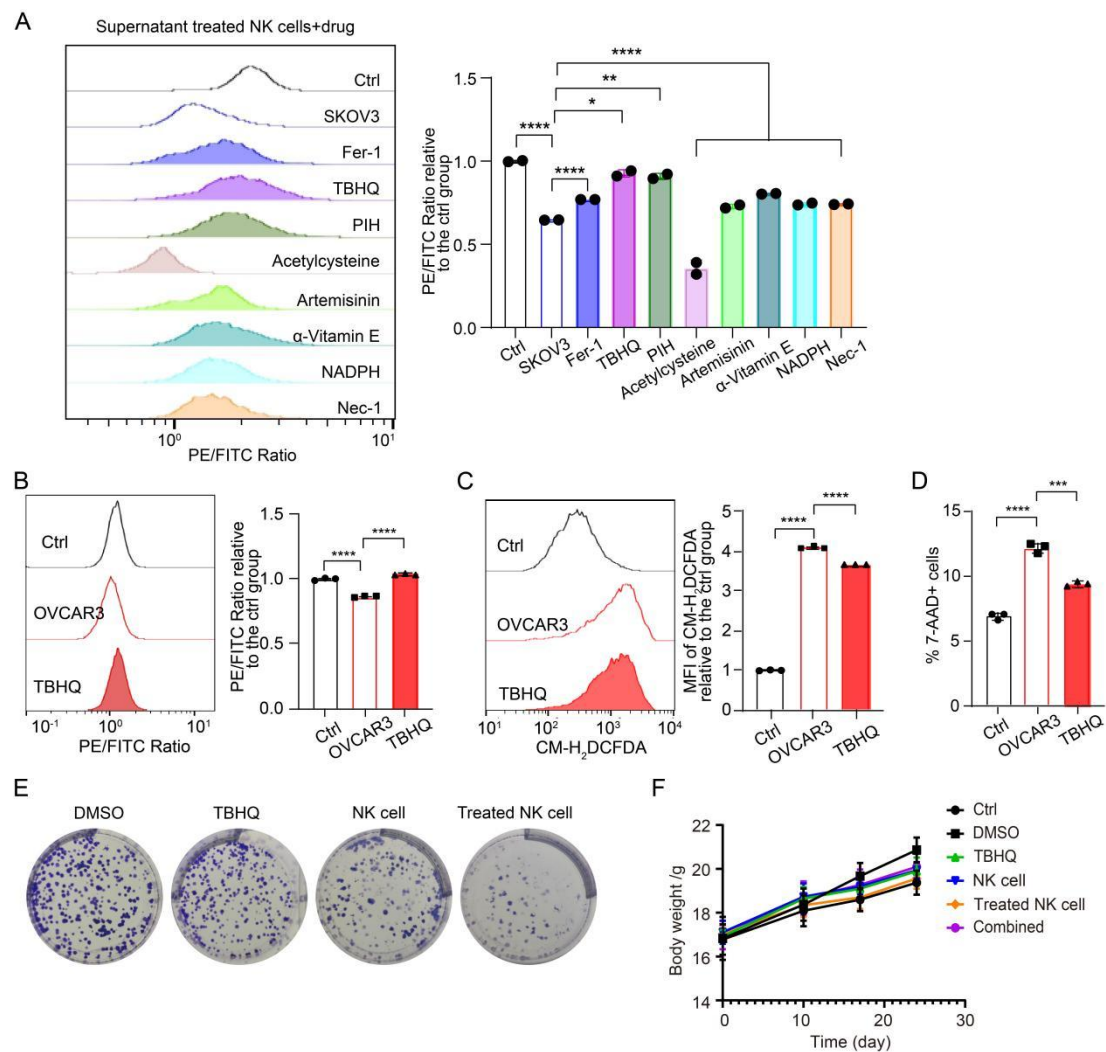 A
Supernatant treated NK cells+drug
Ctrl
SKOV3
Fer-1
TBHQ
PIH
Acetylcysteine
Artemisinin
α-Vitamin E
NADPH
Nec-1
10⁰
10¹
PE/FITC Ratio
PE/FITC Ratio relative
to the ctrl group
1.5
1.0
0.5
0.0
****
**
*
****
****
Ctrl
SKOV3
Fer-1
TBHQ
PIH
Acetylcysteine
Artemisinin
α-Vitamin E
NADPH
Nec-1
B
Ctrl
OVCAR3
TBHQ
10⁻¹
10⁰
10¹
PE/FITC Ratio
PE/FITC Ratio relative
to the ctrl group
1.5
1.0
0.5
0.0
****
****
Ctrl
OVCAR3
TBHQ
C
Ctrl
OVCAR3
TBHQ
10¹
10²
10³
10⁴
CM-H₂DCFDA
MFI of CM-H₂DCFDA
relative to the ctrl group
5
4
3
2
1
0
****
****
Ctrl
OVCAR3
TBHQ
D
% 7-AAD+ cells
15
10
5
0
****
***
Ctrl
OVCAR3
TBHQ
E
DMSO
TBHQ
NK cell
Treated NK cell
F
Body weight /g
22
20
18
16
14
0
10
20
30
Time (day)
Ctrl
DMSO
TBHQ
NK cell
Treated NK cell
Combined